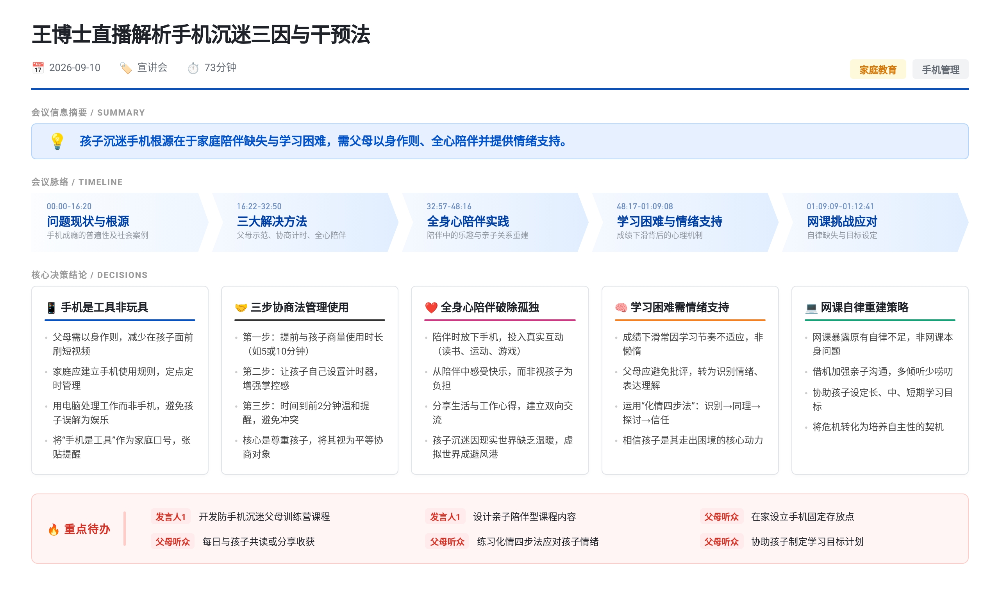 王博士直播解析手机沉迷三因与干预法
2026-09-10 宣讲会 73分钟
家庭教育 手机管理
会议信息摘要 / SUMMARY
孩子沉迷手机根源在于家庭陪伴缺失与学习困难，需父母以身作则、全心陪伴并提供情绪支持。
会议脉络 / TIMELINE
00:00-16:20
问题现状与根源
手机成瘾的普遍性及社会案例
16:22-32:50
三大解决方法
父母示范、协商计时、全心陪伴
32:57-48:16
全身心陪伴实践
陪伴中的乐趣与亲子关系重建
48:17-01:09:08
学习困难与情绪支持
成绩下滑背后的心理机制
01:09:09-01:12:41
网课挑战应对
自律缺失与目标设定
核心决策结论 / DECISIONS
手机是工具非玩具
父母需以身作则，减少在孩子面前
刷短视频
家庭应建立手机使用规则，定点定
时管理
用电脑处理工作而非手机，避免孩
子误解为娱乐
将“手机是工具”作为家庭口号，张
贴提醒
三步协商法管理使用
第一步：提前与孩子商量使用时长
（如5或10分钟）
第二步：让孩子自己设置计时器，
增强掌控感
第三步：时间到前2分钟温和提
醒，避免冲突
核心是尊重孩子，将其视为平等协
商对象
全身心陪伴破除孤独
陪伴时放下手机，投入真实互动
（读书、运动、游戏）
从陪伴中感受快乐，而非视孩子为
负担
分享生活与工作心得，建立双向交
流
孩子沉迷因现实世界缺乏温暖，虚
拟世界成避风港
学习困难需情绪支持
成绩下滑常因学习节奏不适应，非
懒惰
父母应避免批评，转为识别情绪、
表达理解
运用“化情四步法”：识别→同理→
探讨→信任
相信孩子是其走出困境的核心动力
网课自律重建策略
网课暴露原有自律不足，非网课本
身问题
借机加强亲子沟通，多倾听少唠叨
协助孩子设定长、中、短期学习目
标
将危机转化为培养自主性的契机
重点待办
发言人1 开发防手机沉迷父母训练营课程
发言人1 设计亲子陪伴型课程内容
父母听众 在家设立手机固定存放点
父母听众 每日与孩子共读或分享收获
父母听众 练习化情四步法应对孩子情绪
父母听众 协助孩子制定学习目标计划